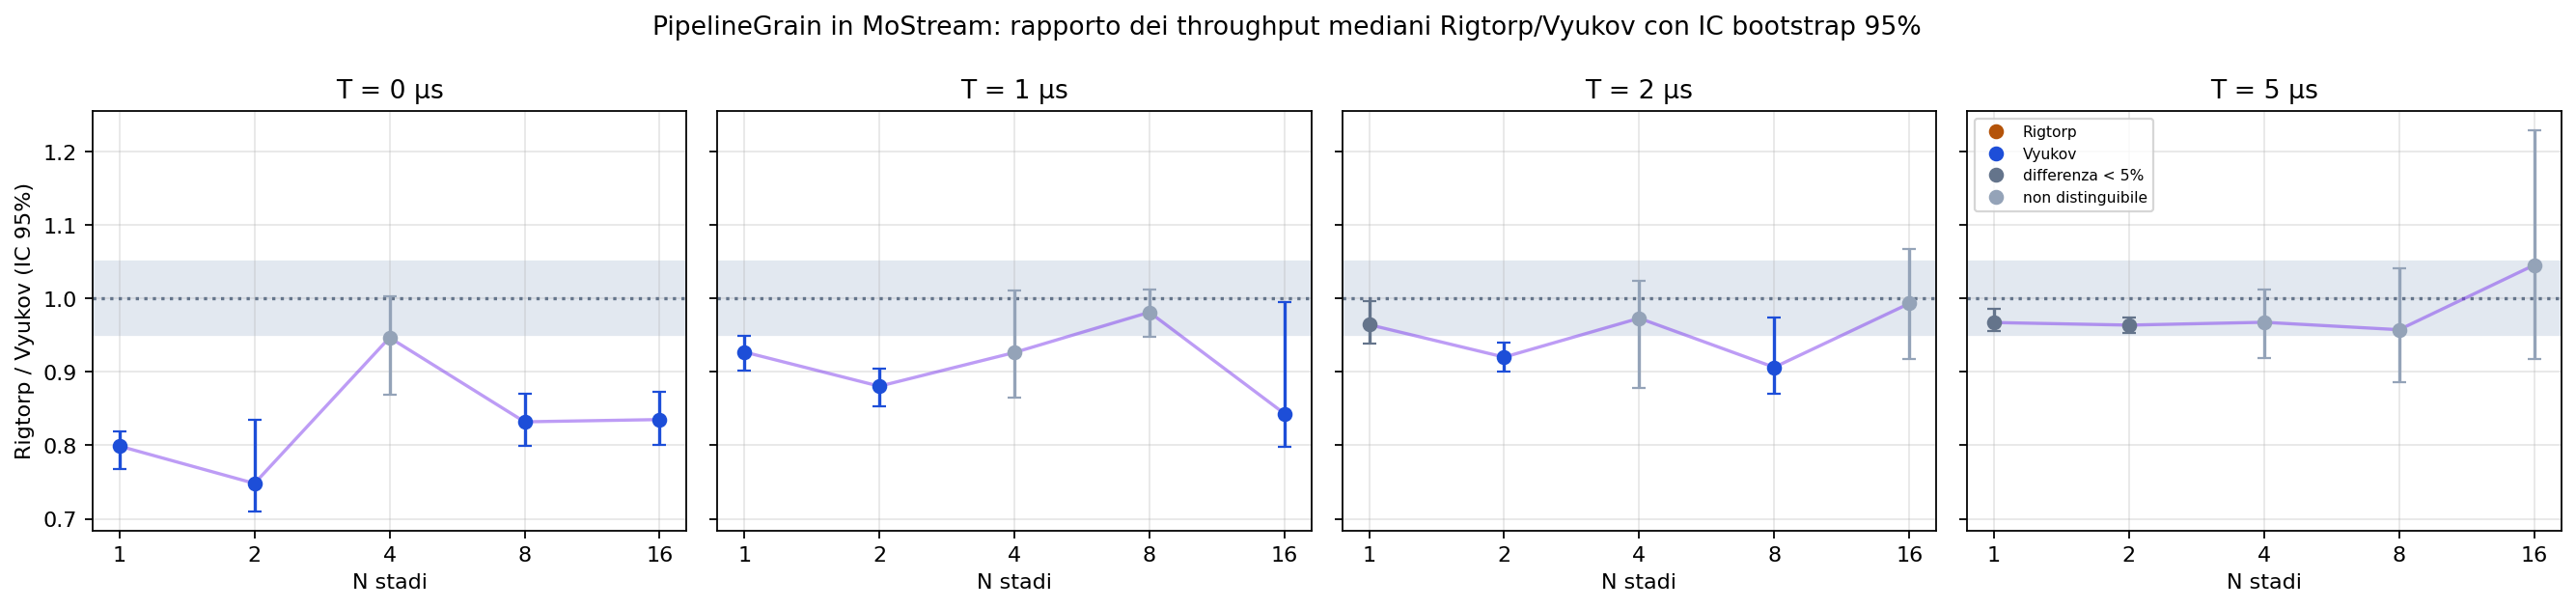 PipelineGrain in MoStream: rapporto dei throughput mediani Rigtorp/Vyukov con IC bootstrap 95%
T = 0 µs
T = 1 µs
T = 2 µs
T = 5 µs
Rigtorp / Vyukov (IC 95%)
1.2
1.1
1.0
0.9
0.8
0.7
Rigtorp
Vyukov
differenza < 5%
non distinguibile
1 2 4 8 16
1 2 4 8 16
1 2 4 8 16
1 2 4 8 16
N stadi
N stadi
N stadi
N stadi